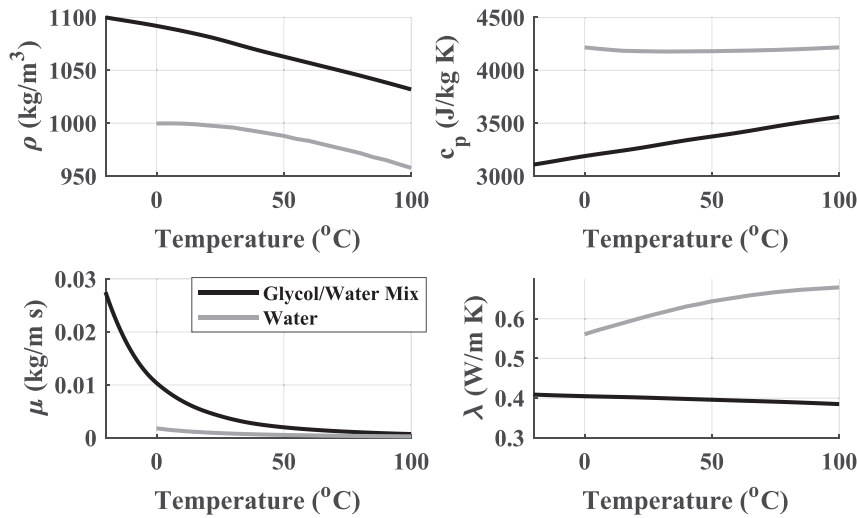 1100
1050
1000
950
ρ (kg/m³)
0 50 100
Temperature (°C)
4500
4000
3500
3000
c_p (J/kg K)
0 50 100
Temperature (°C)
0.03
0.02
0.01
0
μ (kg/m s)
Glycol/Water Mix
Water
0 50 100
Temperature (°C)
0.6
0.5
0.4
0.3
λ (W/m K)
0 50 100
Temperature (°C)